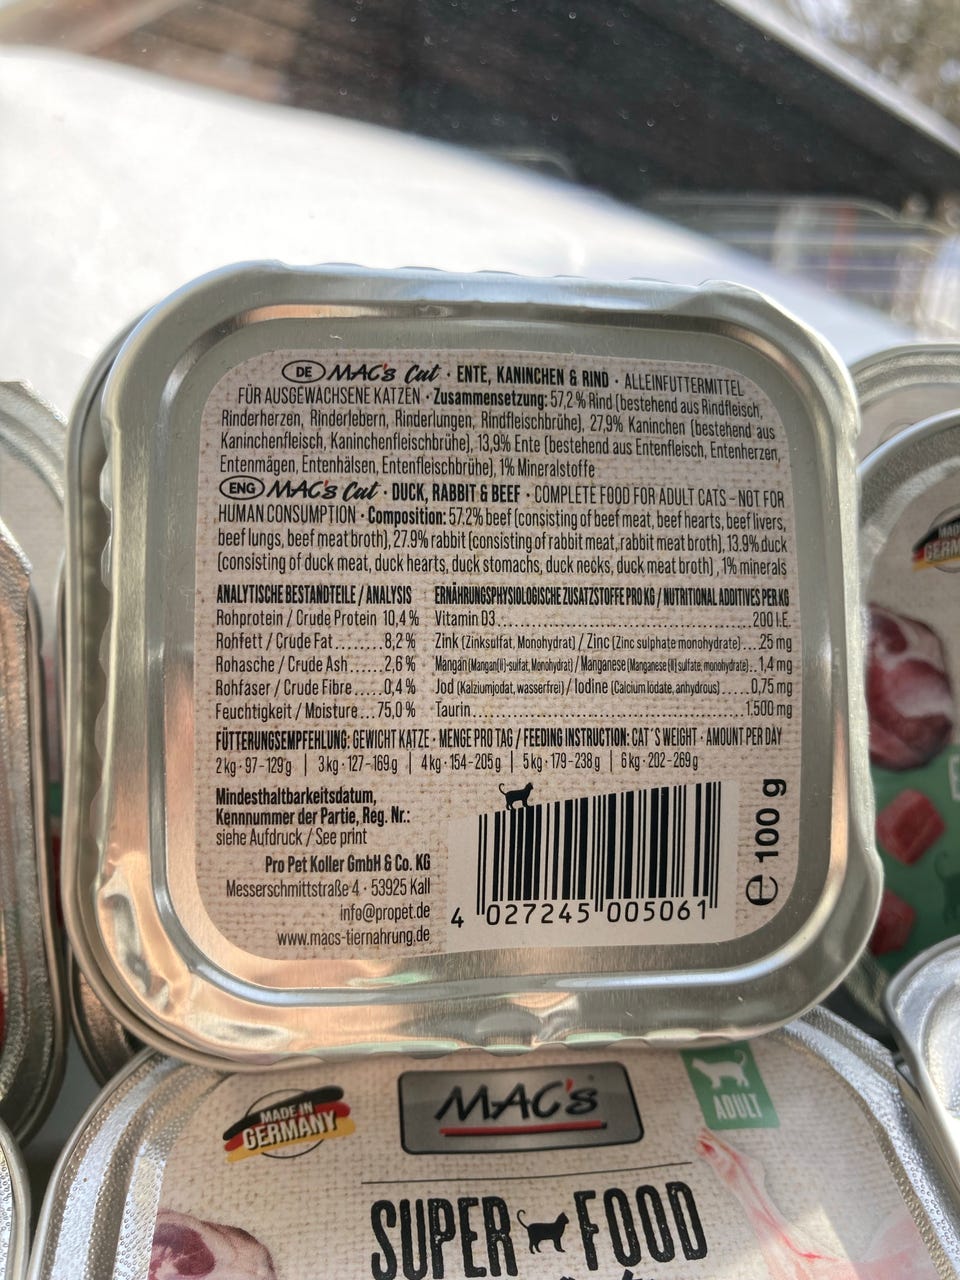 DE MAC's Cat · ENTE, KANINCHEN & RIND · ALLEINFUTTERMITTEL
FÜR AUSGEWACHSENE KATZEN · Zusammensetzung: 57,2 % Rind (bestehend aus Rindfleisch,
Rinderherzen, Rinderlebern, Rinderlungen, Rindfleischbrühe), 27,9% Kaninchen (bestehend aus
Kaninchenfleisch, Kaninchenfleischbrühe), 13,9% Ente (bestehend aus Entenfleisch, Entenherzen,
Entenmägen, Entenhälsen, Entenfleischbrühe), 1% Mineralstoffe
ENG MAC's Cat · DUCK, RABBIT & BEEF · COMPLETE FOOD FOR ADULT CATS – NOT FOR
HUMAN CONSUMPTION · Composition: 57.2% beef (consisting of beef meat, beef hearts, beef livers,
beef lungs, beef meat broth), 27.9% rabbit (consisting of rabbit meat, rabbit meat broth), 13.9% duck
(consisting of duck meat, duck hearts, duck stomachs, duck necks, duck meat broth), 1% minerals
ANALYTISCHE BESTANDTEILE / ANALYSIS
Rohprotein / Crude Protein 10,4 %
Rohfett / Crude Fat........8,2 %
Rohasche / Crude Ash.....2,6 %
Rohfaser / Crude Fibre.....0,4 %
Feuchtigkeit / Moisture...75,0 %
ERNÄHRUNGSPHYSIOLOGISCHE ZUSATZSTOFFE PRO KG / NUTRITIONAL ADDITIVES PER KG
Vitamin D3..........200 I.E.
Zink (Zinksulfat, Monohydrat) / Zinc (Zinc sulphate monohydrate)...25 mg
Mangan (Mangan(II)-sulfat, Monohydrat) / Manganese (Manganese (II) sulfate, monohydrate)..1,4 mg
Jod (Kalziumjodat, wasserfrei) / Iodine (Calcium Iodate, anhydrous).....0,75 mg
Taurin..........1.500 mg
FÜTTERUNGSEMPFEHLUNG: GEWICHT KATZE · MENGE PRO TAG / FEEDING INSTRUCTION: CAT´S WEIGHT · AMOUNT PER DAY
2 kg · 97-129 g | 3 kg · 127-169 g | 4 kg · 154-205 g | 5 kg · 179-238 g | 6 kg · 202-269 g
Mindesthaltbarkeitsdatum,
Kennnummer der Partie, Reg. Nr.:
siehe Aufdruck / See print
Pro Pet Koller GmbH & Co. KG
Messerschmittstraße 4 · 53925 Kall
info@propet.de
www.macs-tiernahrung.de
4 027245 005061
e 100 g
MADE IN
GERMANY
MAC's
ADULT
SUPER FOOD